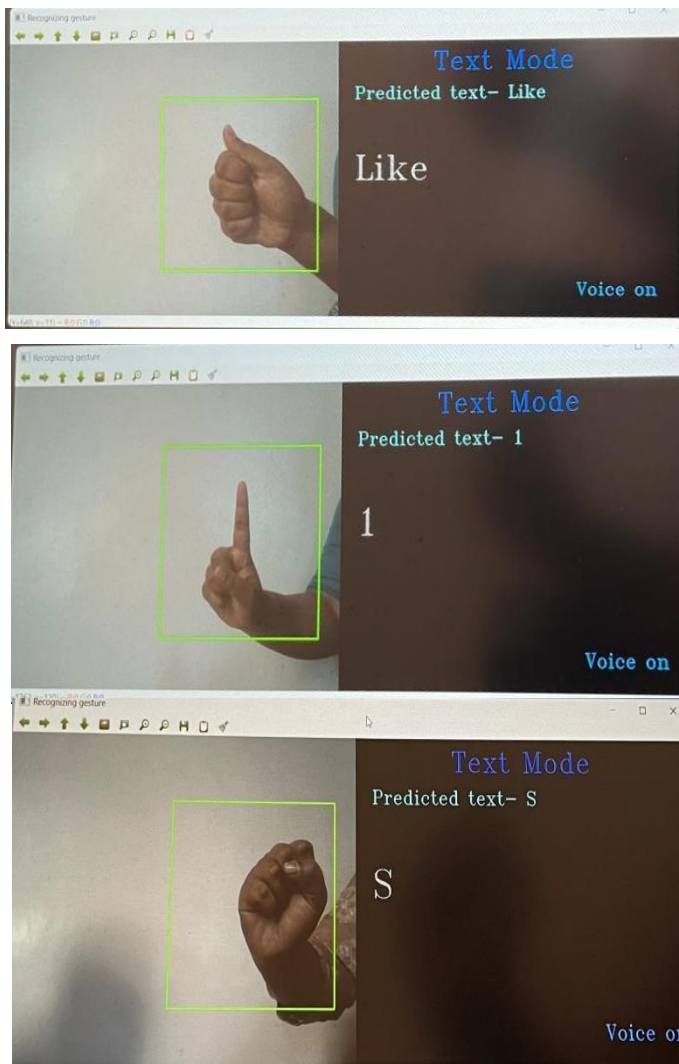 Recognizing gesture
Text Mode
Predicted text- Like
Like
Voice on
Recognizing gesture
Text Mode
Predicted text- 1
1
Voice on
Recognizing gesture
Text Mode
Predicted text- S
S
Voice